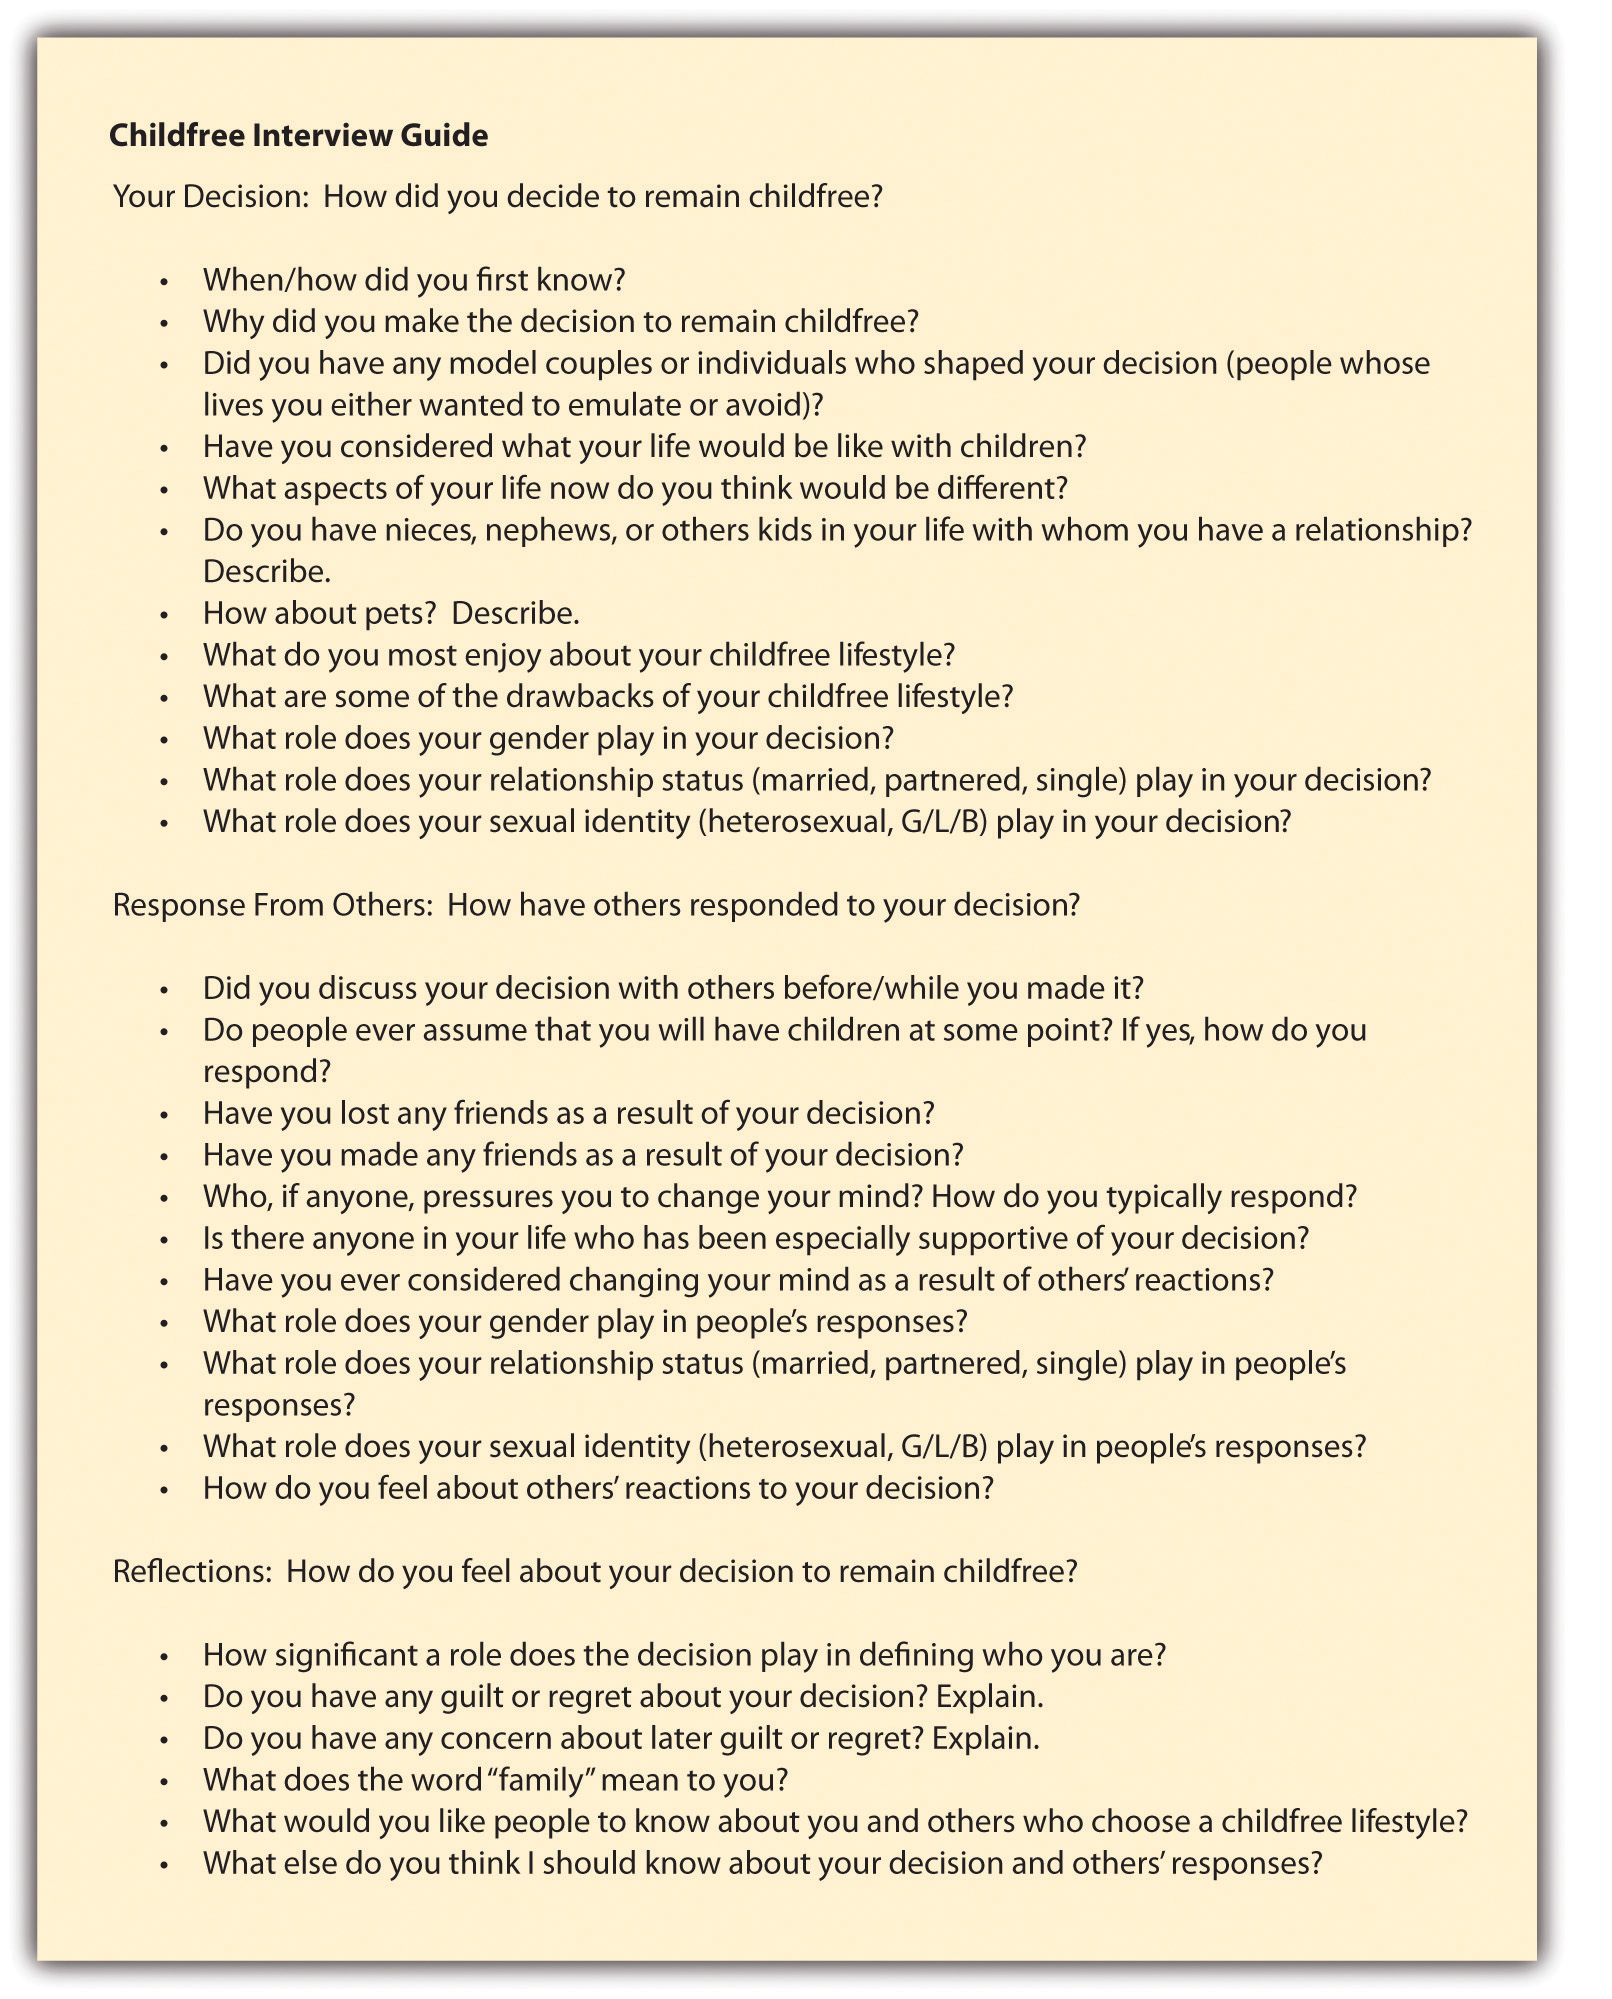 Childfree Interview Guide
Your Decision:  How did you decide to remain childfree?
• When/how did you first know?
• Why did you make the decision to remain childfree?
• Did you have any model couples or individuals who shaped your decision (people whose
lives you either wanted to emulate or avoid)?
• Have you considered what your life would be like with children?
• What aspects of your life now do you think would be different?
• Do you have nieces, nephews, or others kids in your life with whom you have a relationship?
Describe.
• How about pets?  Describe.
• What do you most enjoy about your childfree lifestyle?
• What are some of the drawbacks of your childfree lifestyle?
• What role does your gender play in your decision?
• What role does your relationship status (married, partnered, single) play in your decision?
• What role does your sexual identity (heterosexual, G/L/B) play in your decision?
Response From Others:  How have others responded to your decision?
• Did you discuss your decision with others before/while you made it?
• Do people ever assume that you will have children at some point? If yes, how do you
respond?
• Have you lost any friends as a result of your decision?
• Have you made any friends as a result of your decision?
• Who, if anyone, pressures you to change your mind? How do you typically respond?
• Is there anyone in your life who has been especially supportive of your decision?
• Have you ever considered changing your mind as a result of others’ reactions?
• What role does your gender play in people’s responses?
• What role does your relationship status (married, partnered, single) play in people’s
responses?
• What role does your sexual identity (heterosexual, G/L/B) play in people’s responses?
• How do you feel about others’ reactions to your decision?
Reflections:  How do you feel about your decision to remain childfree?
• How significant a role does the decision play in defining who you are?
• Do you have any guilt or regret about your decision? Explain.
• Do you have any concern about later guilt or regret? Explain.
• What does the word “family” mean to you?
• What would you like people to know about you and others who choose a childfree lifestyle?
• What else do you think I should know about your decision and others’ responses?